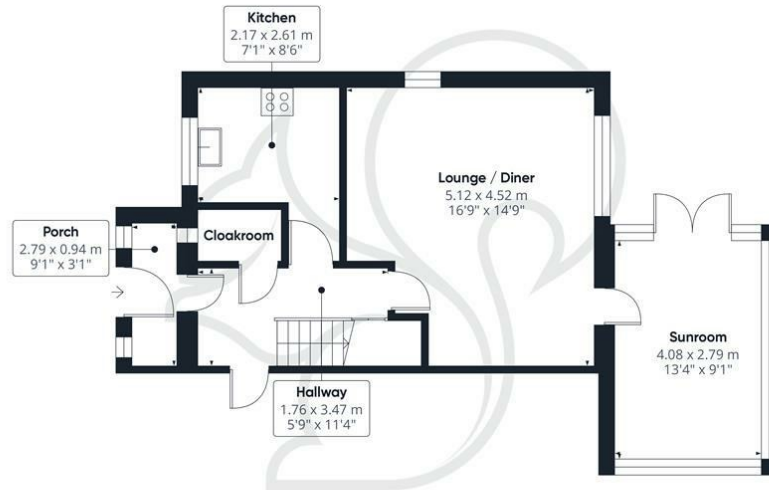 Kitchen
2.17 x 2.61 m
7'1" x 8'6"
Lounge / Diner
5.12 x 4.52 m
16'9" x 14'9"
Porch
2.79 x 0.94 m
9'1" x 3'1"
Cloakroom
Sunroom
4.08 x 2.79 m
13'4" x 9'1"
Hallway
1.76 x 3.47 m
5'9" x 11'4"